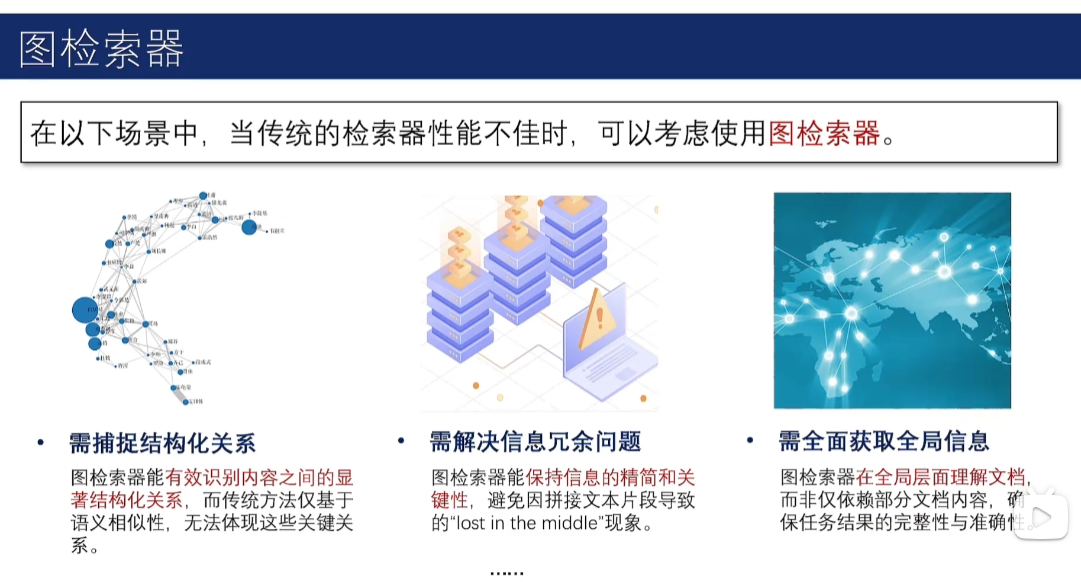 图检索器
在以下场景中，当传统的检索器性能不佳时，可以考虑使用图检索器。
• 需捕捉结构化关系
图检索器能有效识别内容之间的显
著结构化关系，而传统方法仅基于
语义相似性，无法体现这些关键关
系。
• 需解决信息冗余问题
图检索器能保持信息的精简和关
键性，避免因拼接文本片段导致
的“lost in the middle”现象。
• 需全面获取全局信息
图检索器在全局层面理解文档，
而非仅依赖部分文档内容，确
保任务结果的完整性与准确性。
……